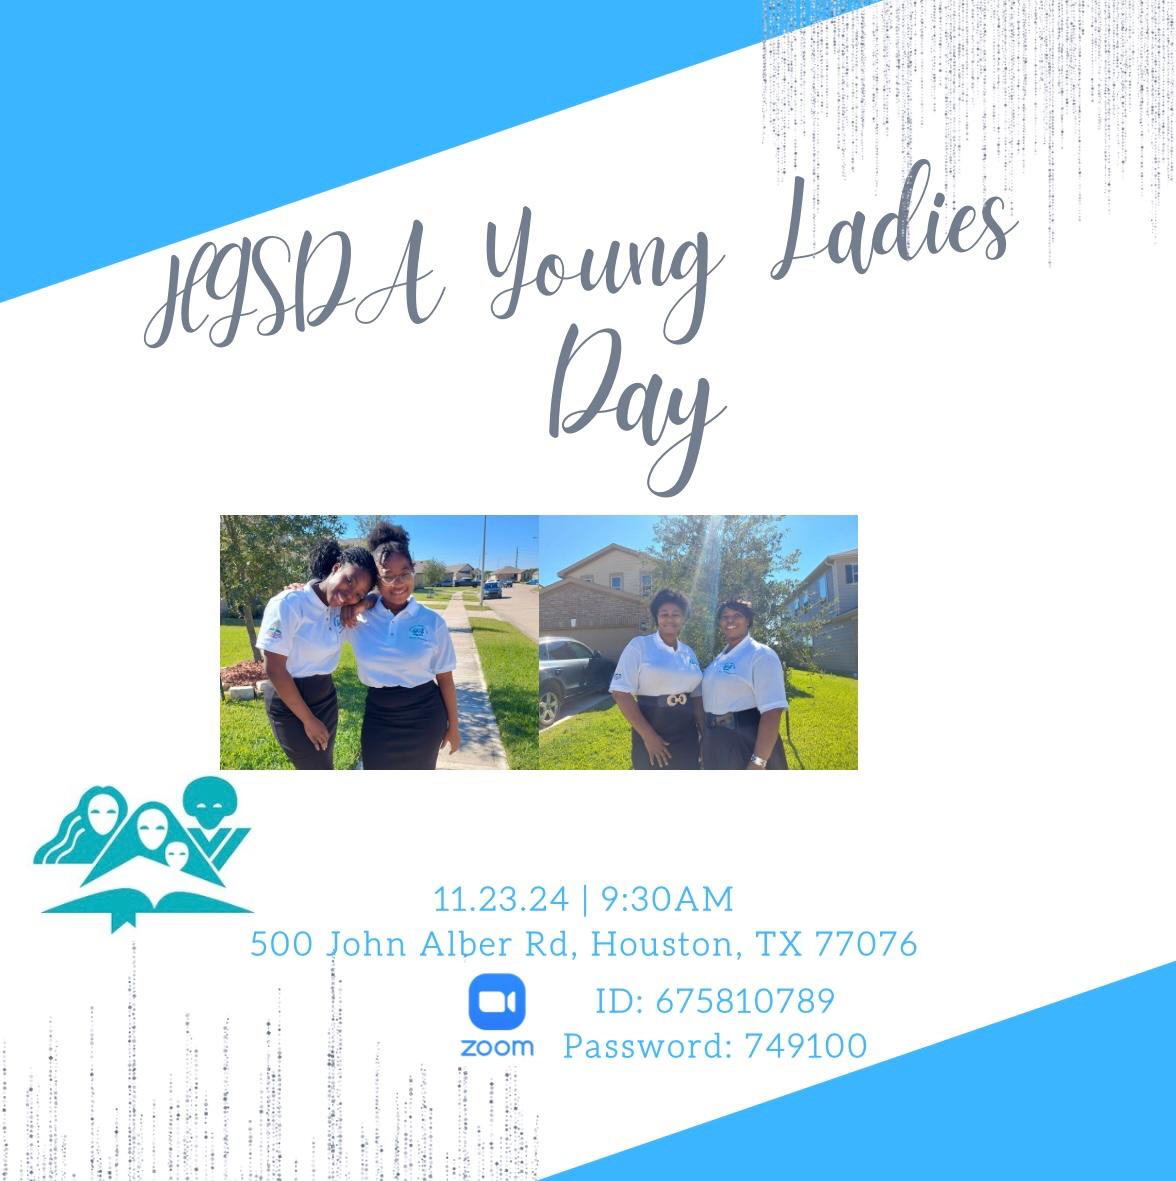 HGSDA Young Ladies
Day
11.23.24 | 9:30AM
500 John Alber Rd, Houston, TX 77076
ID: 675810789
zoom
Password: 749100